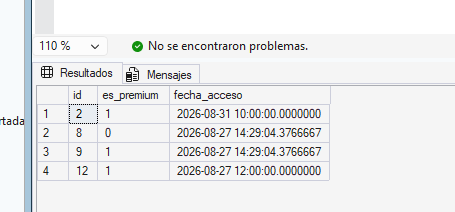 110 %
No se encontraron problemas.
Resultados Mensajes
id es_premium fecha_acceso
1 2 1 2026-08-31 10:00:00.0000000
2 8 0 2026-08-27 14:29:04.3766667
3 9 1 2026-08-27 14:29:04.3766667
4 12 1 2026-08-27 12:00:00.0000000
rtada